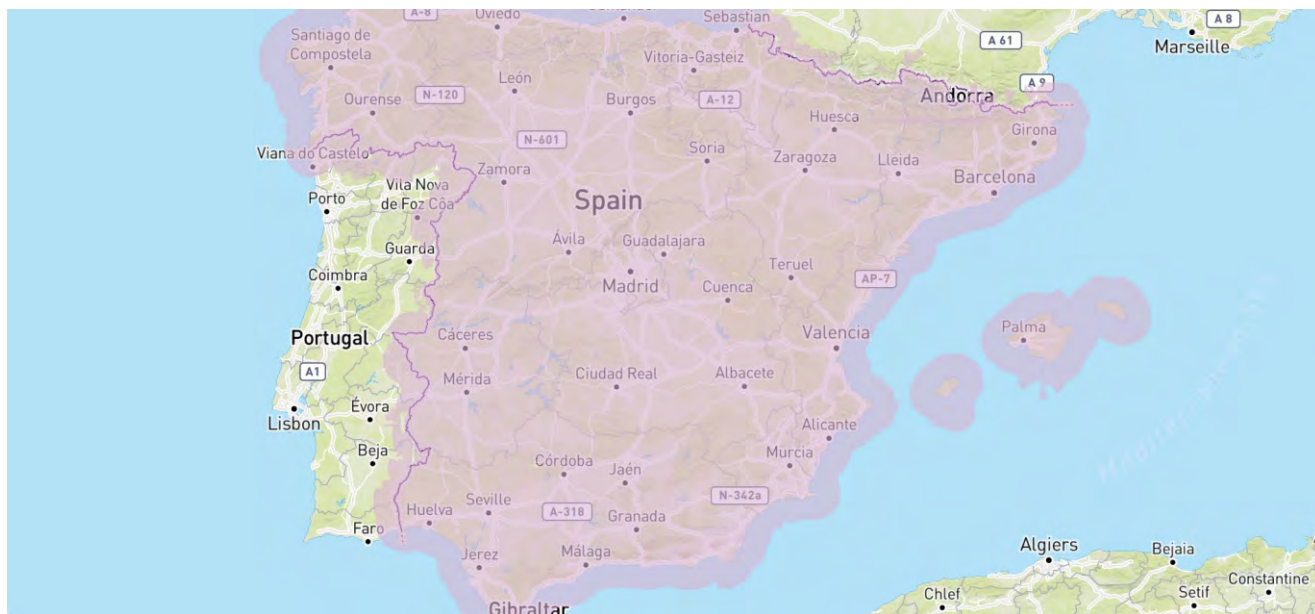 A-8
Oviedo
Sebastian
A 61
A 8
Marseille
Santiago de
Compostela
Vitoria-Gasteiz
León
N-120
Burgos
A-12
Andorra
A 9
Ourense
Huesca
Girona
N-601
Viana do Castelo
Soria
Zaragoza
Lleida
Zamora
Barcelona
Vila Nova
de Foz Côa
Porto
Spain
Ávila
Guadalajara
Guarda
Teruel
AP-7
Coimbra
Madrid
Cuenca
Portugal
Cáceres
Valencia
Palma
A1
Ciudad Real
Albacete
Mérida
Évora
Lisbon
Alicante
Beja
Murcia
Córdoba
Jaén
N-342a
Huelva
Seville
A-318
Granada
Faro
Jerez
Málaga
Algiers
Bejaia
Constantine
Setif
Chlef
Gibraltar